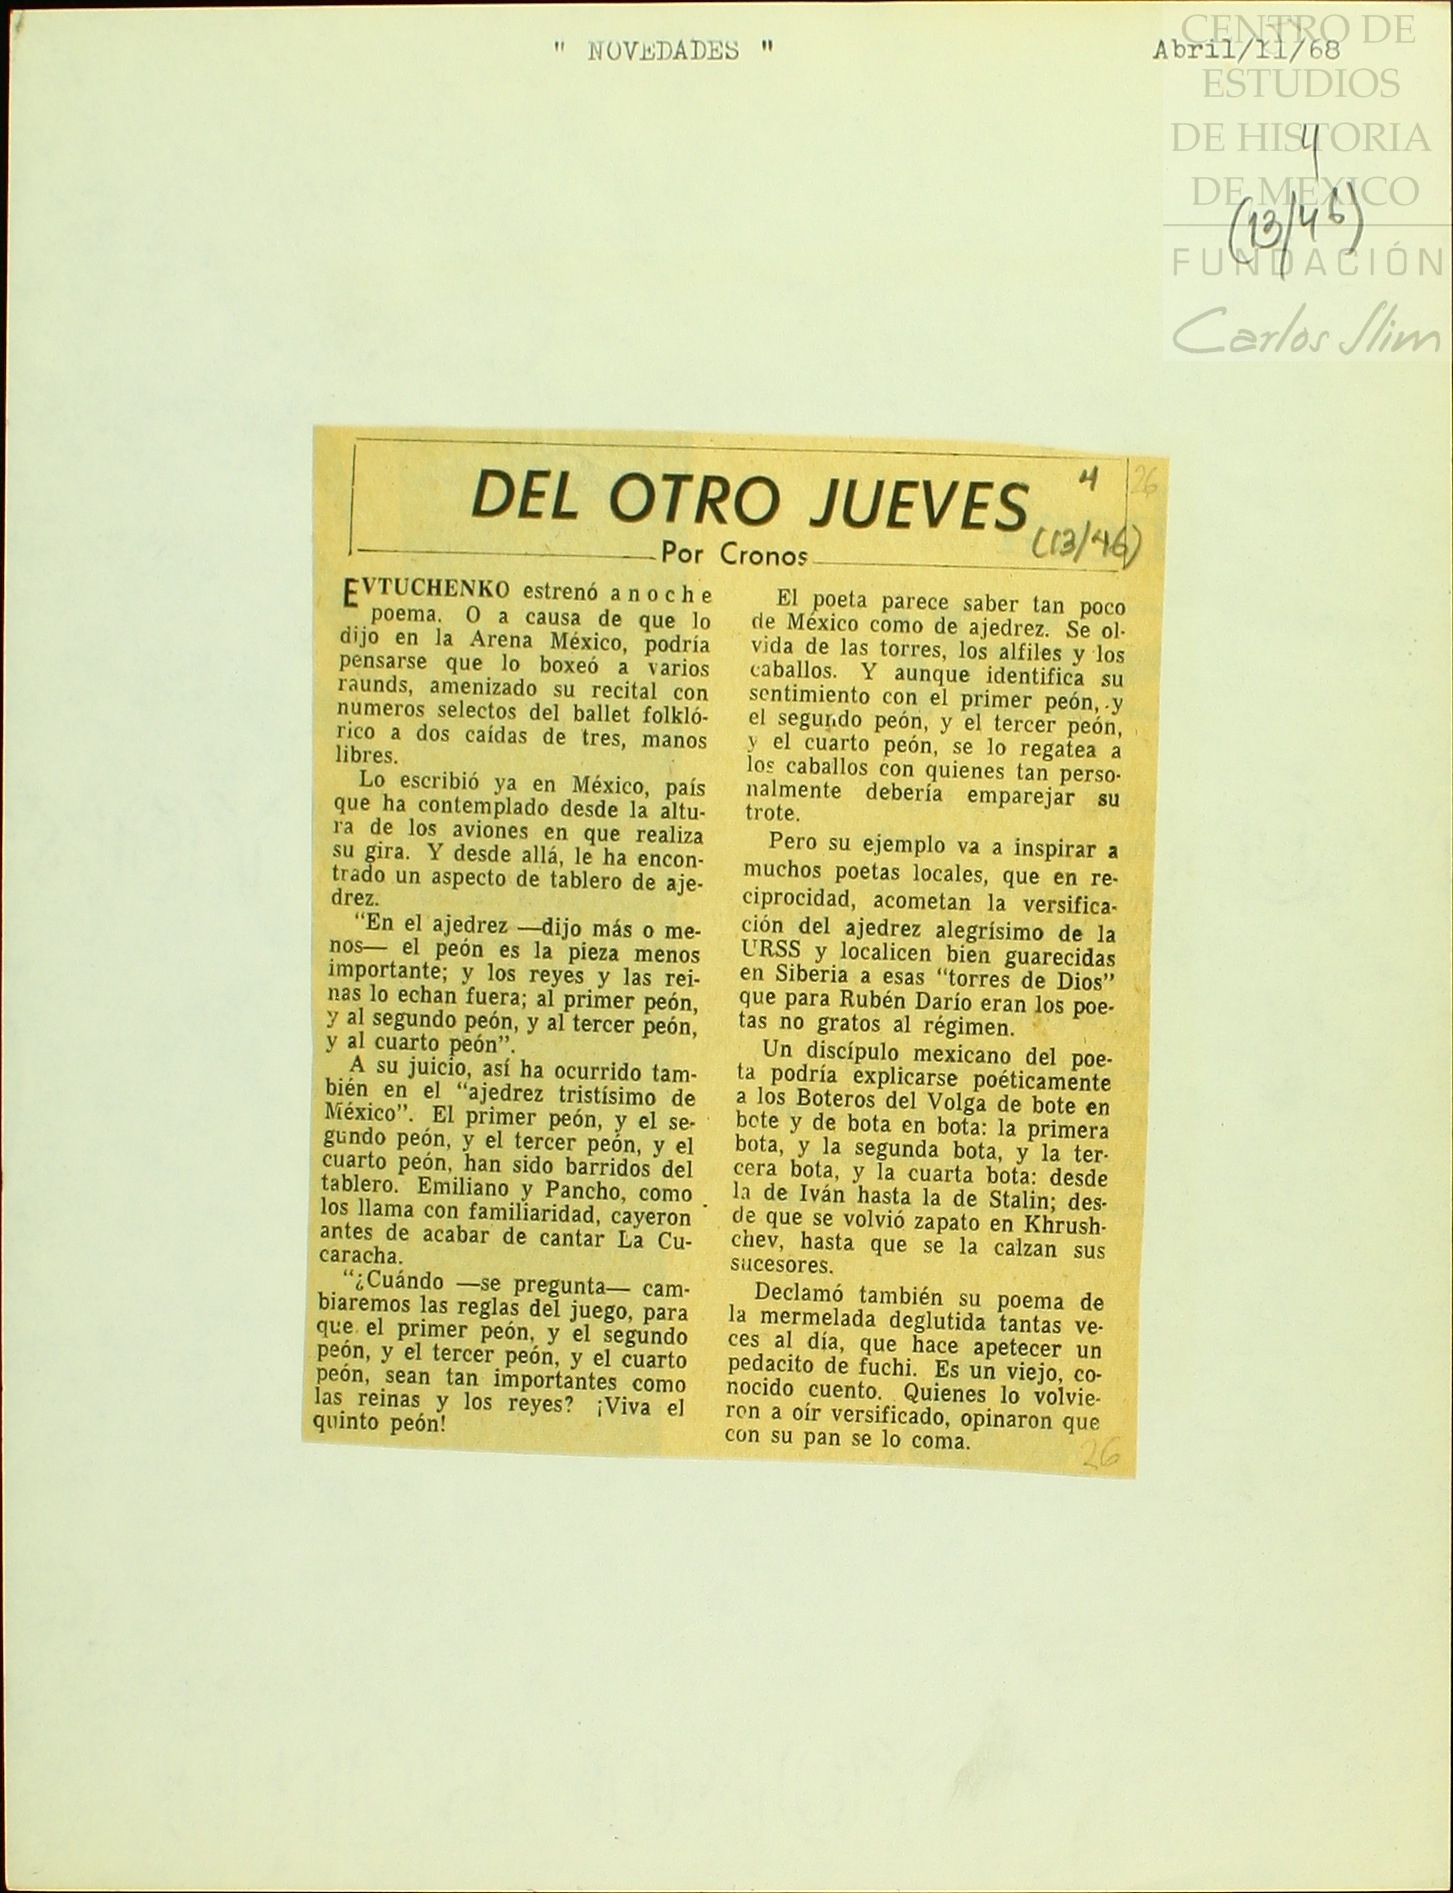 " NOVEDADES "
Abril/11/68
CENTRO DE
ESTUDIOS
DE HISTORIA
DE MEXICO
FUNDACIÓN
Carlos Slim
4
(13/46)
DEL OTRO JUEVES
4
26
(13/46)
Por Cronos
EVTUCHENKO estrenó anoche
poema. O a causa de que lo
dijo en la Arena México, podría
pensarse que lo boxeó a varios
raunds, amenizado su recital con
números selectos del ballet folkló-
rico a dos caídas de tres, manos
libres.
Lo escribió ya en México, país
que ha contemplado desde la altu-
ra de los aviones en que realiza
su gira. Y desde allá, le ha encon-
trado un aspecto de tablero de aje-
drez.
"En el ajedrez —dijo más o me-
nos— el peón es la pieza menos
importante; y los reyes y las rei-
nas lo echan fuera; al primer peón,
y al segundo peón, y al tercer peón,
y al cuarto peón".
A su juicio, así ha ocurrido tam-
bién en el "ajedrez tristísimo de
México". El primer peón, y el se-
gundo peón, y el tercer peón, y el
cuarto peón, han sido barridos del
tablero. Emiliano y Pancho, como
los llama con familiaridad, cayeron
antes de acabar de cantar La Cu-
caracha.
"¿Cuándo —se pregunta— cam-
biaremos las reglas del juego, para
que el primer peón, y el segundo
peón, y el tercer peón, y el cuarto
peón, sean tan importantes como
las reinas y los reyes? ¡Viva el
quinto peón!
El poeta parece saber tan poco
de México como de ajedrez. Se ol-
vida de las torres, los alfiles y los
caballos. Y aunque identifica su
sentimiento con el primer peón, y
el segundo peón, y el tercer peón,
y el cuarto peón, se lo regatea a
los caballos con quienes tan perso-
nalmente debería emparejar su
trote.
Pero su ejemplo va a inspirar a
muchos poetas locales, que en re-
ciprocidad, acometan la versifica-
ción del ajedrez alegrísimo de la
URSS y localicen bien guarecidas
en Siberia a esas "torres de Dios"
que para Rubén Darío eran los poe-
tas no gratos al régimen.
Un discípulo mexicano del poe-
ta podría explicarse poéticamente
a los Boteros del Volga de bote en
bote y de bota en bota: la primera
bota, y la segunda bota, y la ter-
cera bota, y la cuarta bota: desde
la de Iván hasta la de Stalin; des-
de que se volvió zapato en Khrush-
chev, hasta que se la calzan sus
sucesores.
Declamó también su poema de
la mermelada deglutida tantas ve-
ces al día, que hace apetecer un
pedacito de fuchi. Es un viejo, co-
nocido cuento. Quienes lo volvie-
ron a oír versificado, opinaron que
con su pan se lo coma.
26